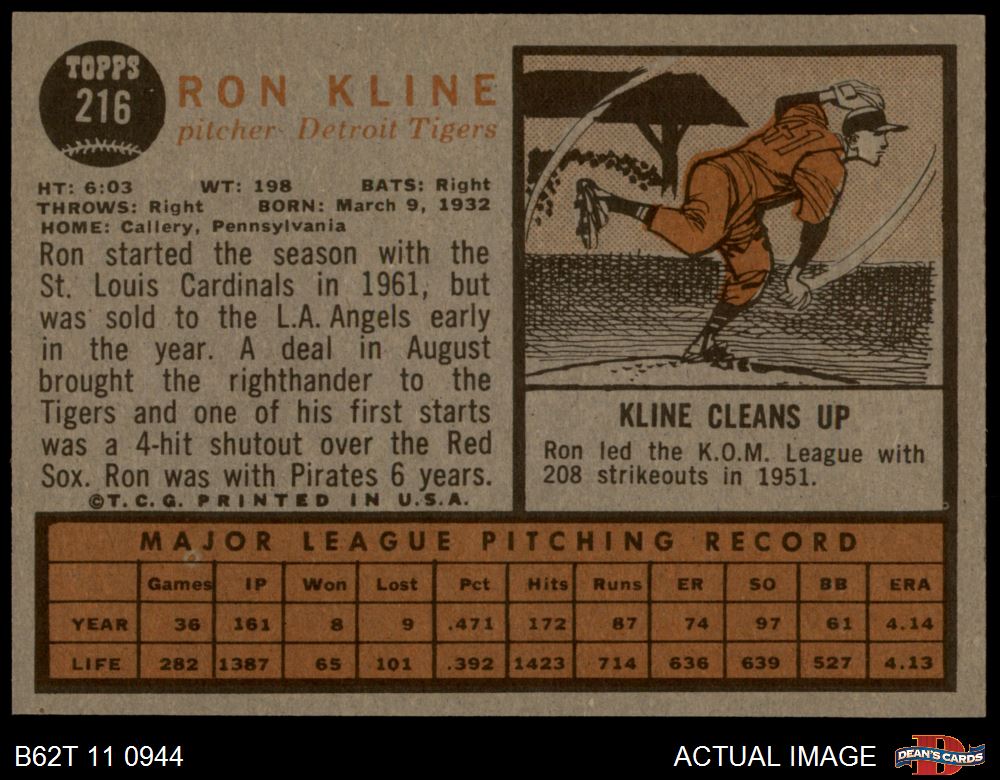 TOPPS
216
RON KLINE
pitcher- Detroit Tigers
HT: 6:03 WT: 198 BATS: Right
THROWS: Right BORN: March 9, 1932
HOME: Callery, Pennsylvania
Ron started the season with the
St. Louis Cardinals in 1961, but
was sold to the L.A. Angels early
in the year. A deal in August
brought the righthander to the
Tigers and one of his first starts
was a 4-hit shutout over the Red
Sox. Ron was with Pirates 6 years.
©T.C.G. PRINTED IN U.S.A.
KLINE CLEANS UP
Ron led the K.O.M. League with
208 strikeouts in 1951.
MAJOR LEAGUE PITCHING RECORD
Games IP Won Lost Pct Hits Runs ER SO BB ERA
YEAR 36 161 8 9 .471 172 87 74 97 61 4.14
LIFE 282 1387 65 101 .392 1423 714 636 639 527 4.13
B62T 11 0944
ACTUAL IMAGE
DEAN'S CARDS